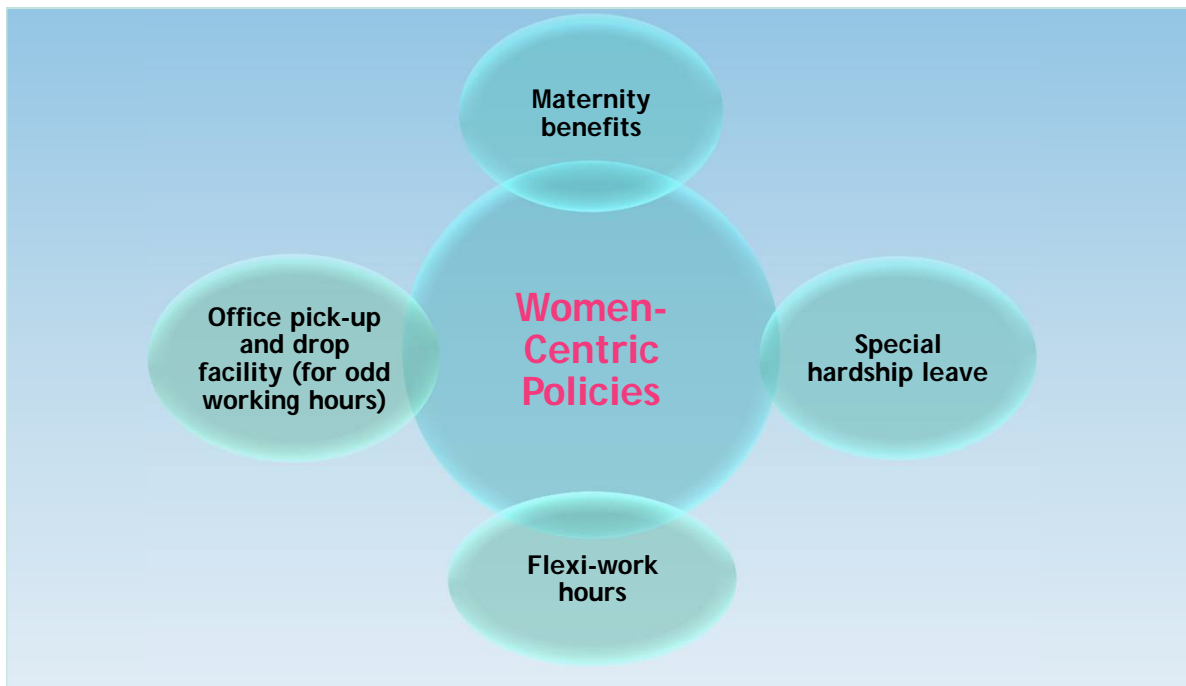 Maternity
benefits
Office pick-up
and drop
facility (for odd
working hours)
Women-
Centric
Policies
Special
hardship leave
Flexi-work
hours